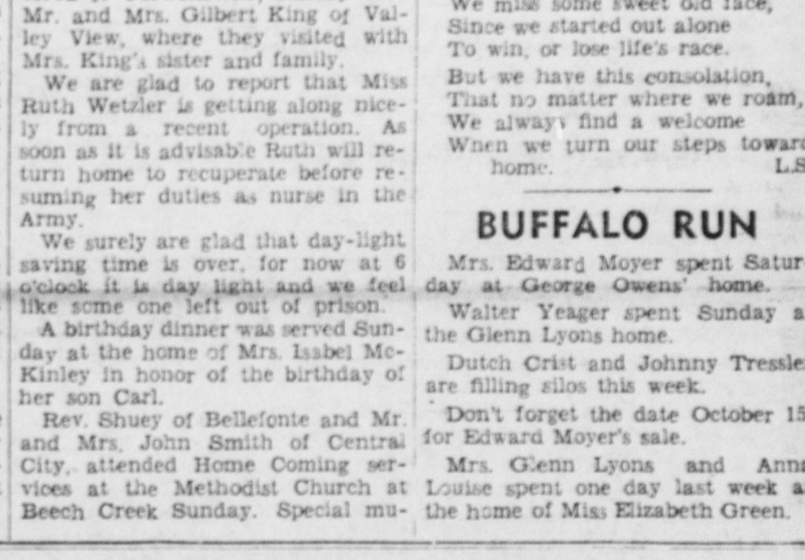 Mr. and Mrs. Gilbert King of Val-
ley View, where they visited with
Mrs. King's sister and family.
We are glad to report that Miss
Ruth Wetzler is getting along nice-
ly from a recent operation. As
soon as it is advisable Ruth will re-
turn home to recuperate before re-
suming her duties as nurse in the
Army.
We surely are glad that day-light
saving time is over, for now at 6
o'clock it is day light and we feel
like some one left out of prison.
A birthday dinner was served Sun-
day at the home of Mrs. Isabel Mc-
Kinley in honor of the birthday of
her son Carl.
Rev. Shuey of Bellefonte and Mr.
and Mrs. John Smith of Central
City, attended Home Coming ser-
vices at the Methodist Church at
Beech Creek Sunday. Special mu-
We miss some sweet old face,
Since we started out alone
To win, or lose life's race.
But we have this consolation,
That no matter where we roam,
We always find a welcome
When we turn our steps toward
home. L.S
BUFFALO RUN
Mrs. Edward Moyer spent Satur
day at George Owens' home.
Walter Yeager spent Sunday a
the Glenn Lyons home.
Dutch Crist and Johnny Tressle
are filling silos this week.
Don't forget the date October 15
for Edward Moyer's sale.
Mrs. Glenn Lyons and Anna
Louise spent one day last week a
the home of Miss Elizabeth Green.